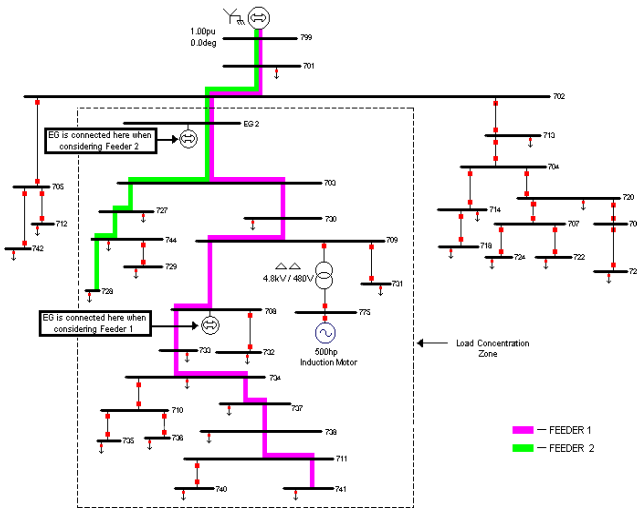 1.00pu
0.0deg
799
701
702
EG is connected here when
considering Feeder 2
EG 2
713
704
705
703
720
727
714
712
730
707
70
744
742
709
718
724
722
72
729
4.8kV / 480V
731
728
775
EG is connected here when
considering Feeder 1
708
733
732
500hp
Induction Motor
Load Concentration
Zone
734
737
710
735
736
738
FEEDER 1
FEEDER 2
711
740
741